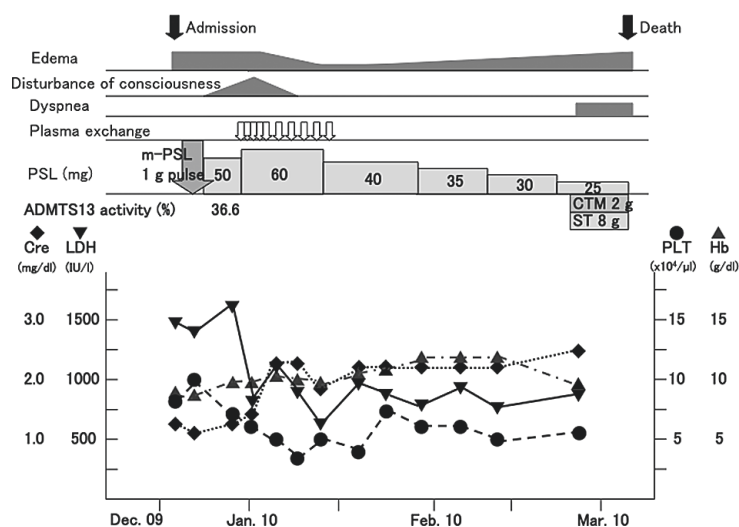 Admission Death
Edema
Disturbance of consciousness
Dyspnea
Plasma exchange
m-PSL
1 g pulse
PSL (mg) 50 60 40 35 30 25
ADMTS13 activity (%) 36.6 CTM 2 g
ST 8 g
Cre LDH PLT Hb
(mg/dl) (IU/l) (x10⁴/μl) (g/dl)
3.0 1500 15 15
2.0 1000 10 10
1.0 500 5 5
Dec. 09 Jan. 10 Feb. 10 Mar. 10